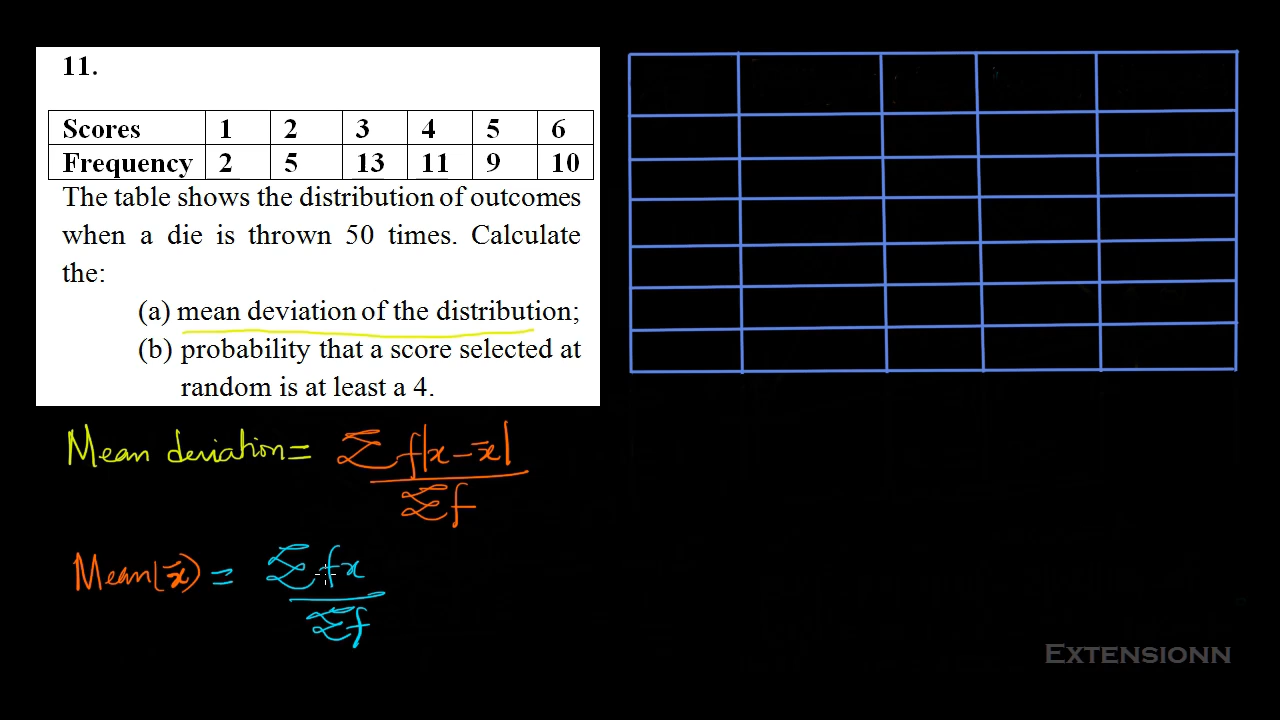 11.
Scores 1 2 3 4 5 6
Frequency 2 5 13 11 9 10
The table shows the distribution of outcomes
when a die is thrown 50 times. Calculate
the:
(a) mean deviation of the distribution;
(b) probability that a score selected at
random is at least a 4.
Mean deviation = Σ f|x - x̄|
Σf
Mean(x̄) = Σ fx
Σf
Extensionn